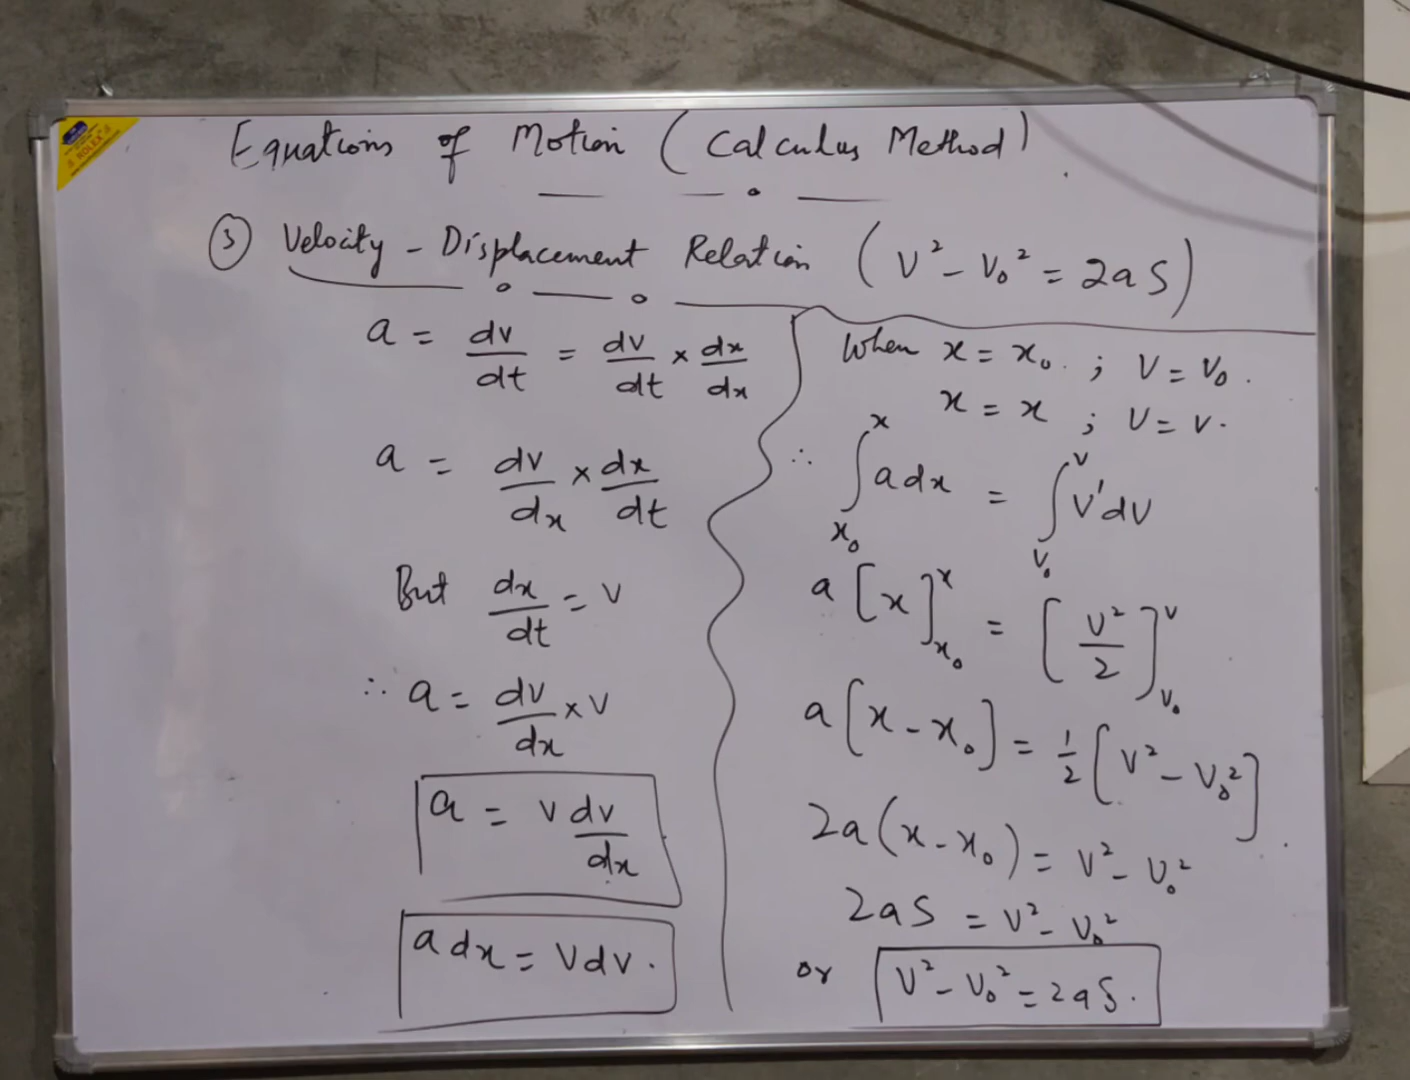 Equations of Motion (Calculus Method)
③ Velocity - Displacement Relation (V² - V₀² = 2aS)
a = dv/dt = dv/dt × dx/dx
a = dv/dx × dx/dt
But dx/dt = v
∴ a = dv/dx × v
a = v dv/dx
a dx = v dv.
When x = x₀ ; V = V₀.
x = x ; V = v.
∴ ∫ₓ₀ˣ a dx = ∫ᵥ₀ᵛ V' dv
a [x]ₓ₀ˣ = [V²/2]ᵥ₀ᵛ
a [x - x₀] = 1/2 [V² - V₀²]
2a (x - x₀) = V² - V₀²
2aS = V² - V₀²
or V² - V₀² = 2aS.